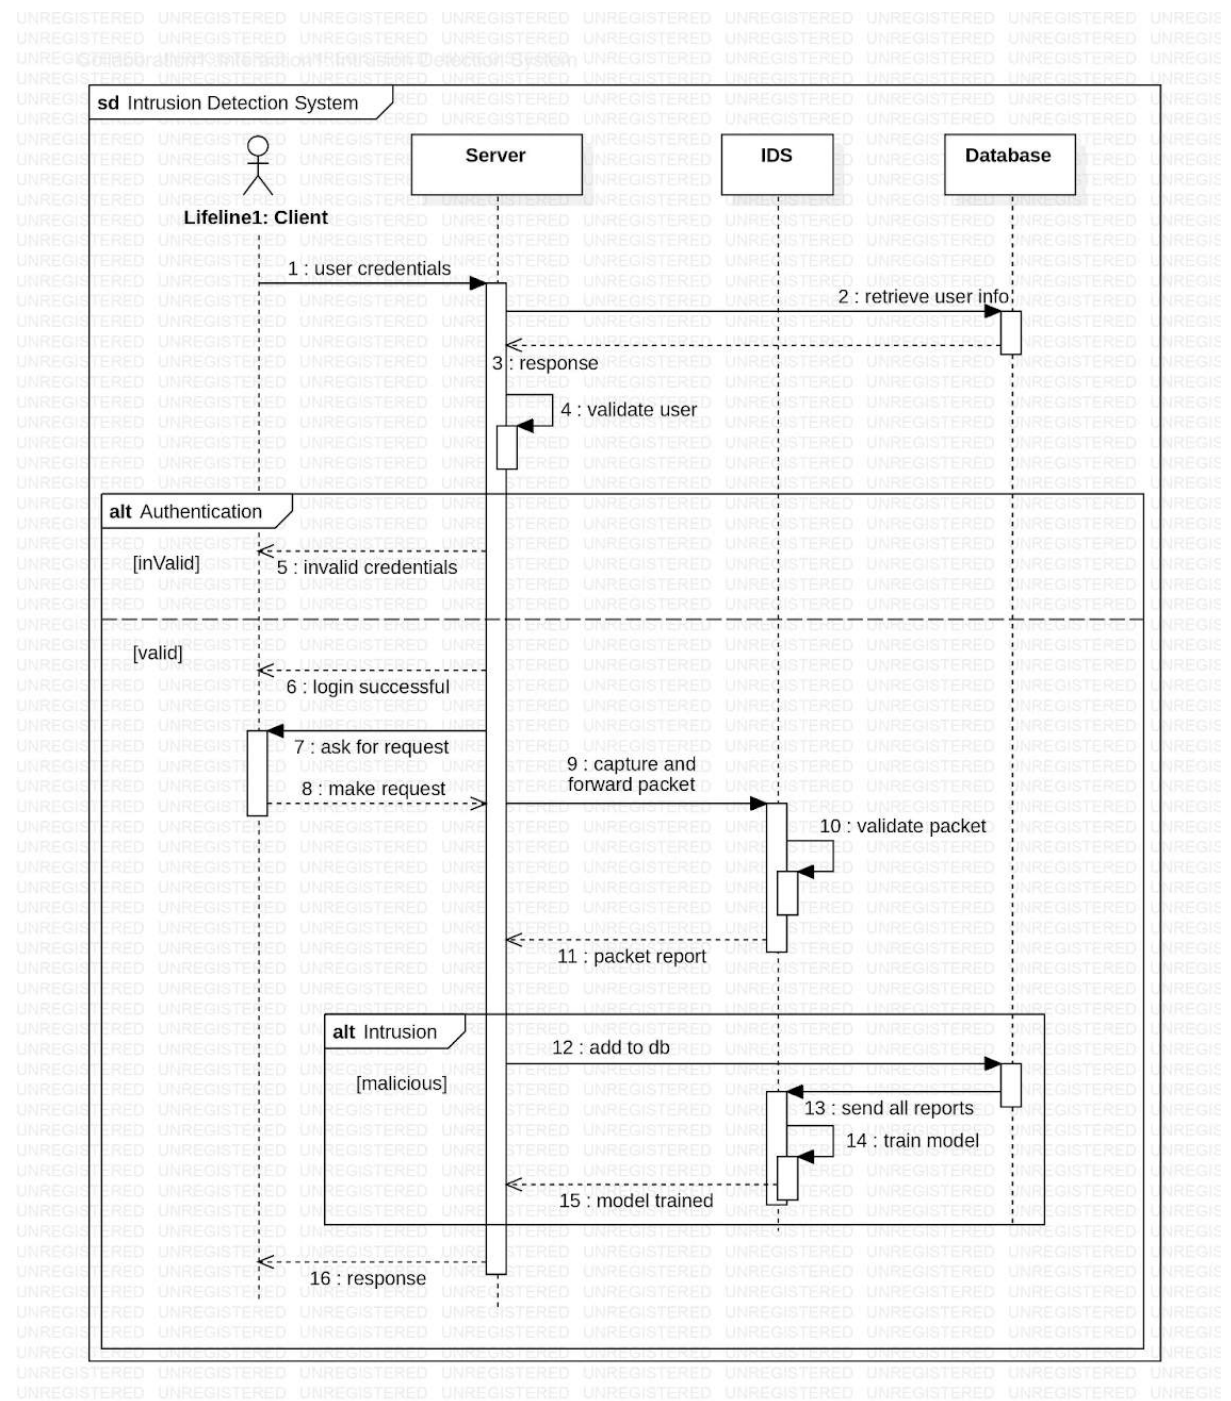 Collaboration1::Interaction1::Intrusion Detection System
sd Intrusion Detection System
Server
IDS
Database
Lifeline1: Client
1 : user credentials
2 : retrieve user info
3 : response
4 : validate user
alt Authentication
[inValid]
5 : invalid credentials
[valid]
6 : login successful
7 : ask for request
8 : make request
9 : capture and
forward packet
10 : validate packet
11 : packet report
alt Intrusion
12 : add to db
[malicious]
13 : send all reports
14 : train model
15 : model trained
16 : response
UNREGISTERED